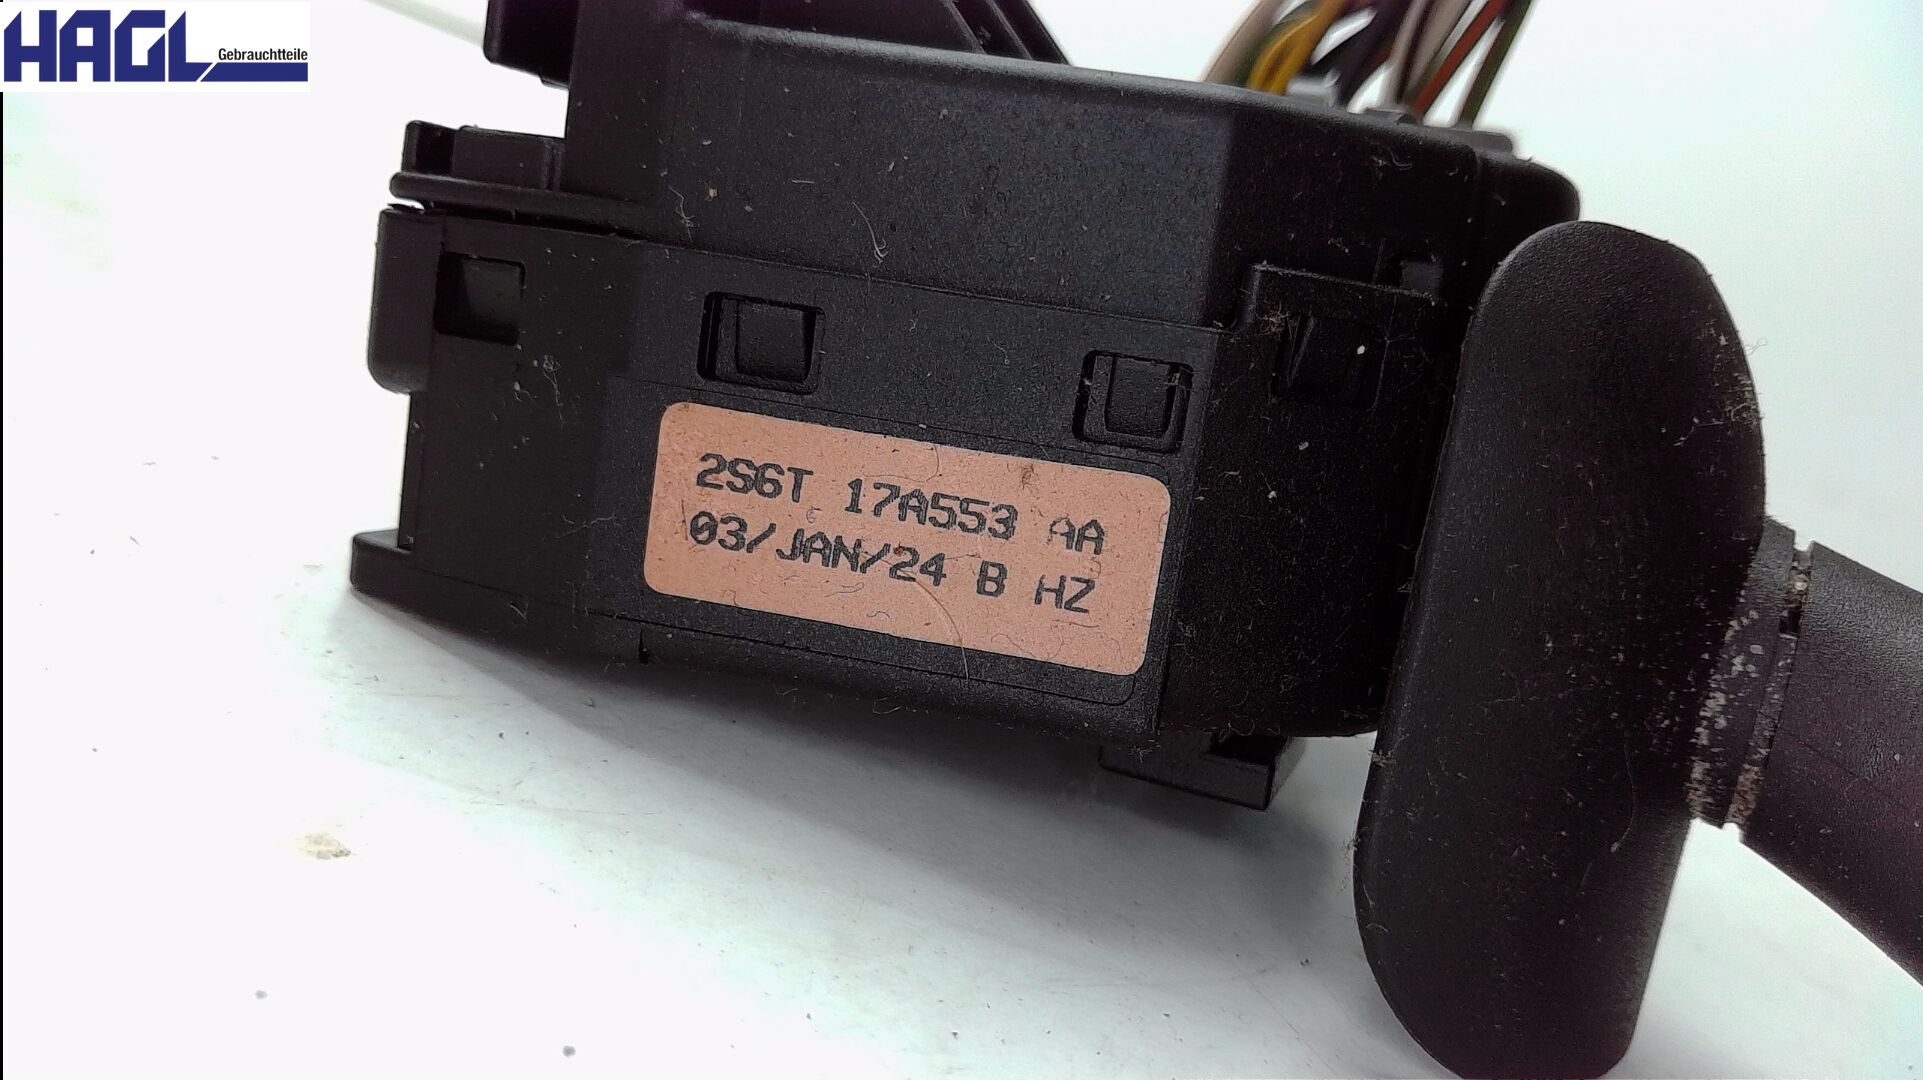 HAGL
Gebrauchtteile
2S6T 17A553 AA
03/JAN/24 B HZ